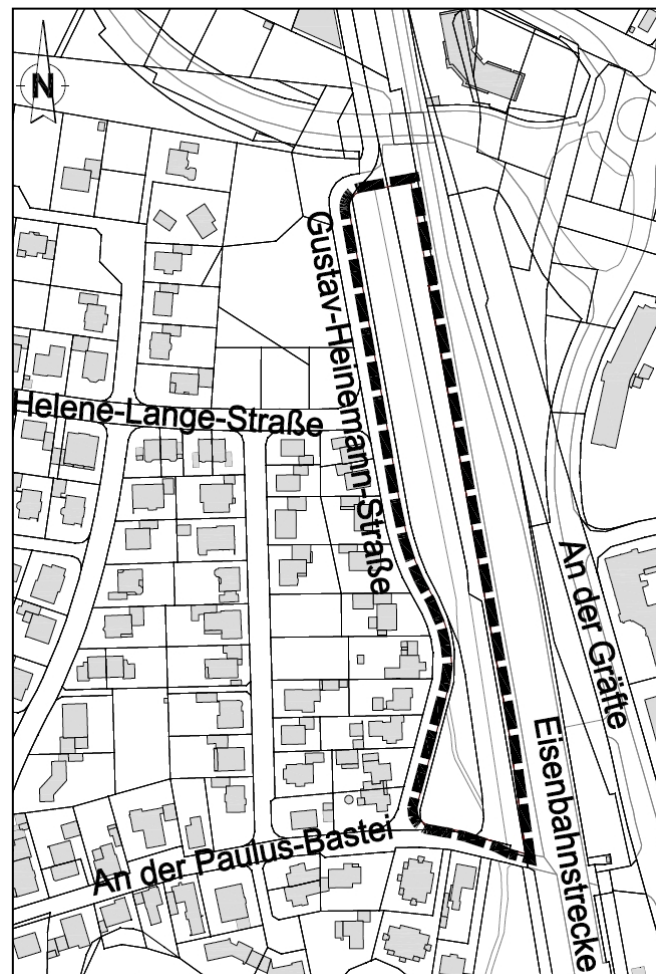 N
Gustav-Heinemann-Straße
Helene-Lange-Straße
An der Gräfte
Eisenbahnstrecke
An der Paulus-Bastei